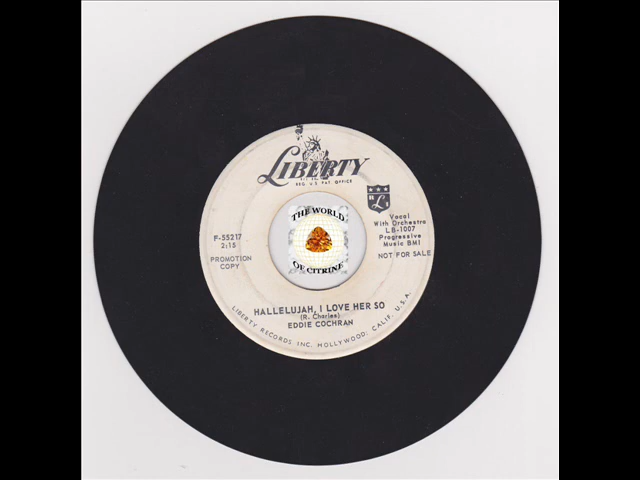 LIBERTY
REG. U.S. PAT. OFFICE
F-55217
2:15
PROMOTION
COPY
Vocal
With Orchestra
LB-1007
Progressive
Music BMI
NOT FOR SALE
THE WORLD
OF CITRINE
HALLELUJAH, I LOVE HER SO
(R. Charles)
EDDIE COCHRAN
LIBERTY RECORDS INC. HOLLYWOOD, CALIF. U.S.A.